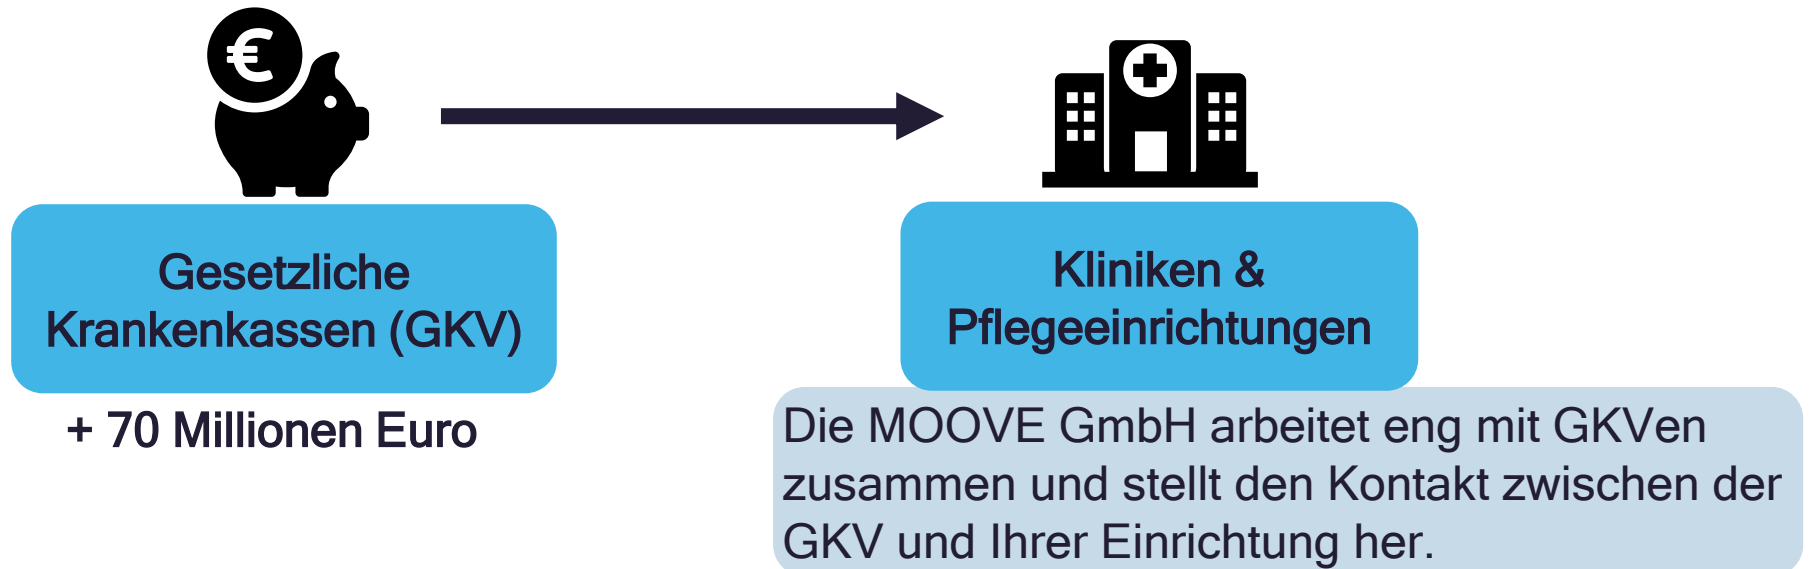 €
Gesetzliche
Krankenkassen (GKV)
+ 70 Millionen Euro
Kliniken &
Pflegeeinrichtungen
Die MOOVE GmbH arbeitet eng mit GKVen
zusammen und stellt den Kontakt zwischen der
GKV und Ihrer Einrichtung her.